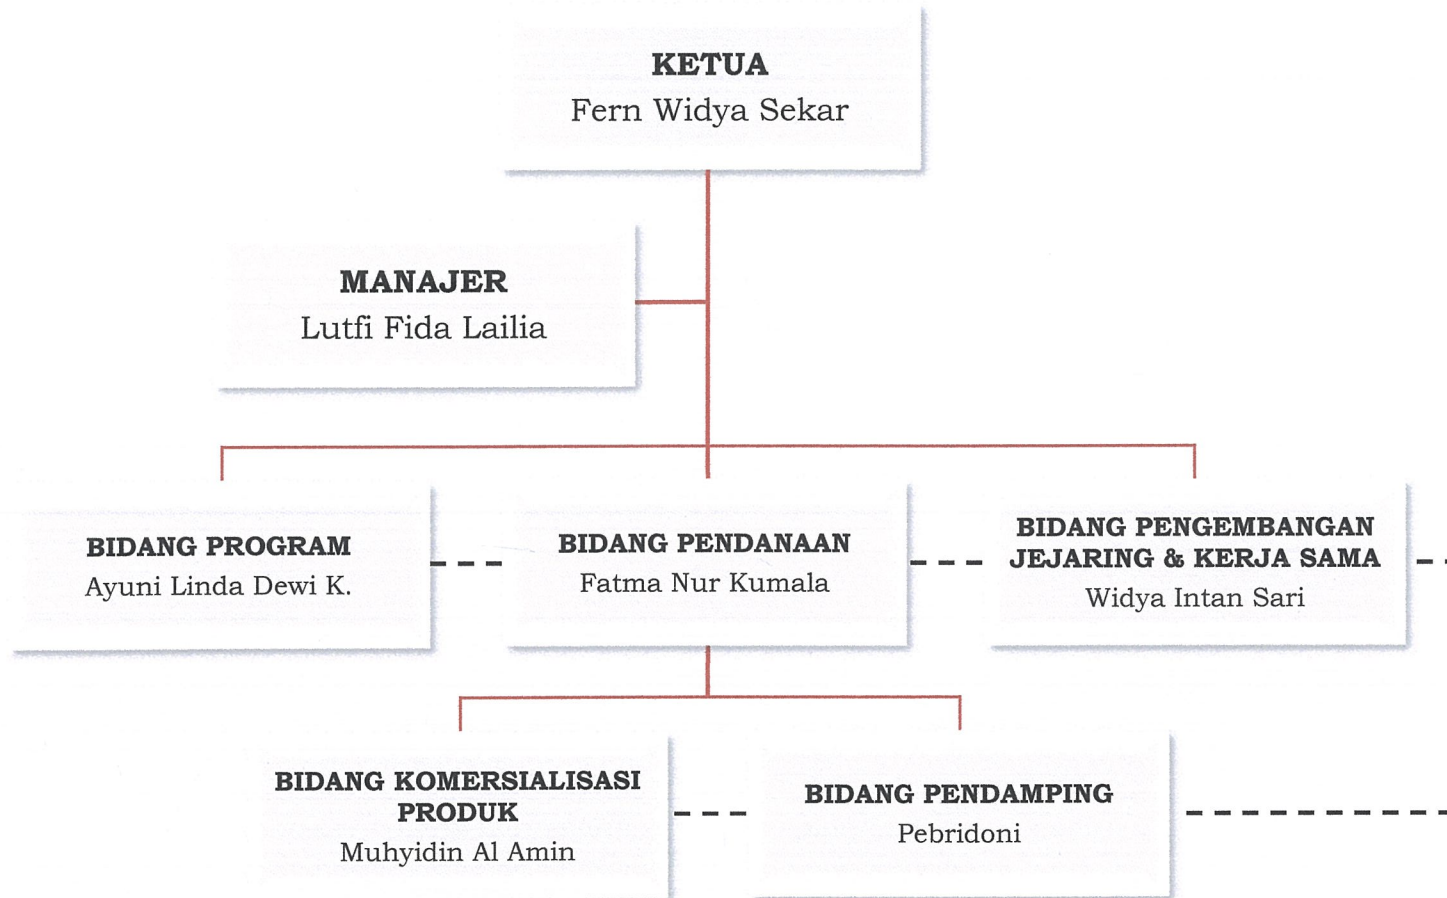 KETUA
Fern Widya Sekar
MANAJER
Lutfi Fida Lailia
BIDANG PROGRAM
Ayuni Linda Dewi K.
BIDANG PENDANAAN
Fatma Nur Kumala
BIDANG PENGEMBANGAN
JEJARING & KERJA SAMA
Widya Intan Sari
BIDANG KOMERSIALISASI
PRODUK
Muhyidin Al Amin
BIDANG PENDAMPING
Pebridoni